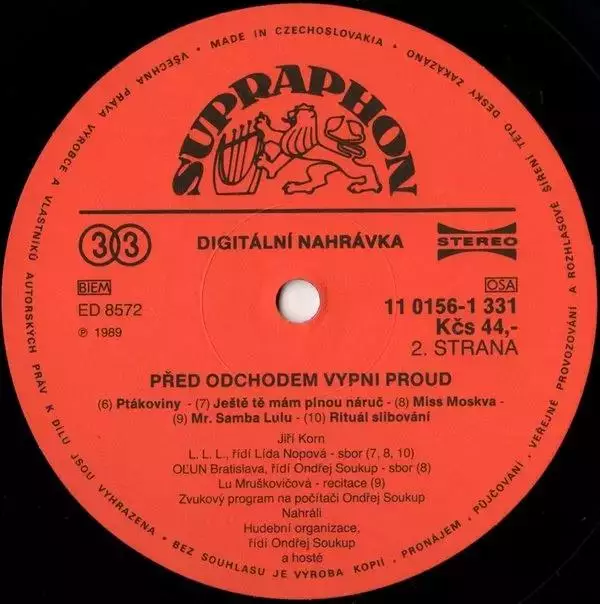 VŠECHNA PRÁVA VÝROBCE A VLASTNÍKŮ AUTORSKÝCH PRÁV K DÍLU JSOU VYHRAZENA • BEZ SOUHLASU JE VÝROBA KOPIÍ, PRONÁJEM, PŮJČOVÁNÍ, VEŘEJNÉ PROVOZOVÁNÍ A ROZHLASOVÉ ŠÍŘENÍ TÉTO DESKY ZAKÁZÁNO • MADE IN CZECHOSLOVAKIA •
SUPRAPHON
33
DIGITÁLNÍ NAHRÁVKA
STEREO
BIEM
OSA
ED 8572
11 0156-1 331
℗ 1989
Kčs 44,-
2. STRANA
PŘED ODCHODEM VYPNI PROUD
(6) Ptákoviny - (7) Ještě tě mám plnou náruč - (8) Miss Moskva -
(9) Mr. Samba Lulu - (10) Rituál slibování
Jiří Korn
L. L. L., řídí Lída Nopová - sbor (7, 8, 10)
OĽUN Bratislava, řídí Ondřej Soukup - sbor (8)
Lu Mruškovičová - recitace (9)
Zvukový program na počítači Ondřej Soukup
Nahráli
Hudební organizace,
řídí Ondřej Soukup
a hosté